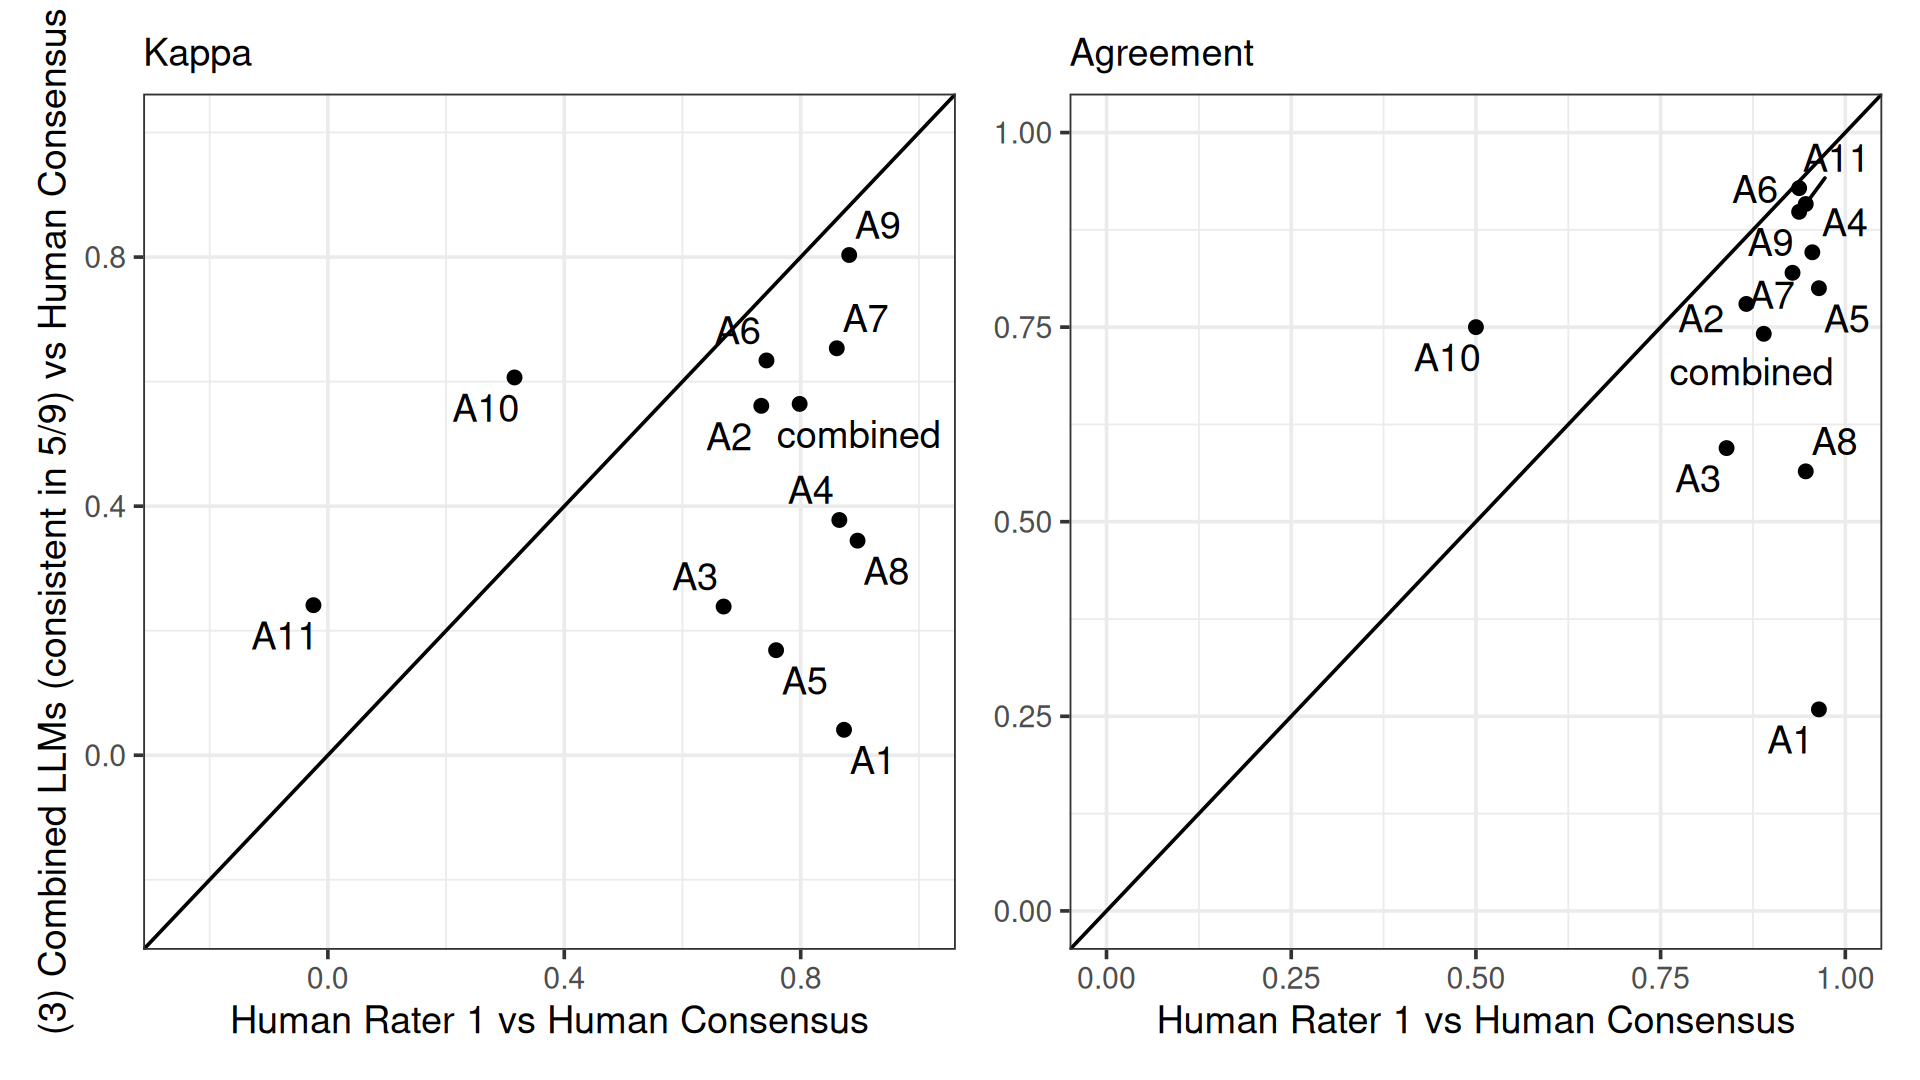 (3) Combined LLMs (consistent in 5/9) vs Human Consensus
Kappa
0.8
0.4
0.0
A9
A7
A6
A10
A2
combined
A4
A8
A3
A11
A5
A1
0.0
0.4
0.8
Human Rater 1 vs Human Consensus
Agreement
1.00
0.75
0.50
0.25
0.00
A11
A6
A4
A9
A7
A2
A5
A10
combined
A8
A3
A1
0.00
0.25
0.50
0.75
1.00
Human Rater 1 vs Human Consensus